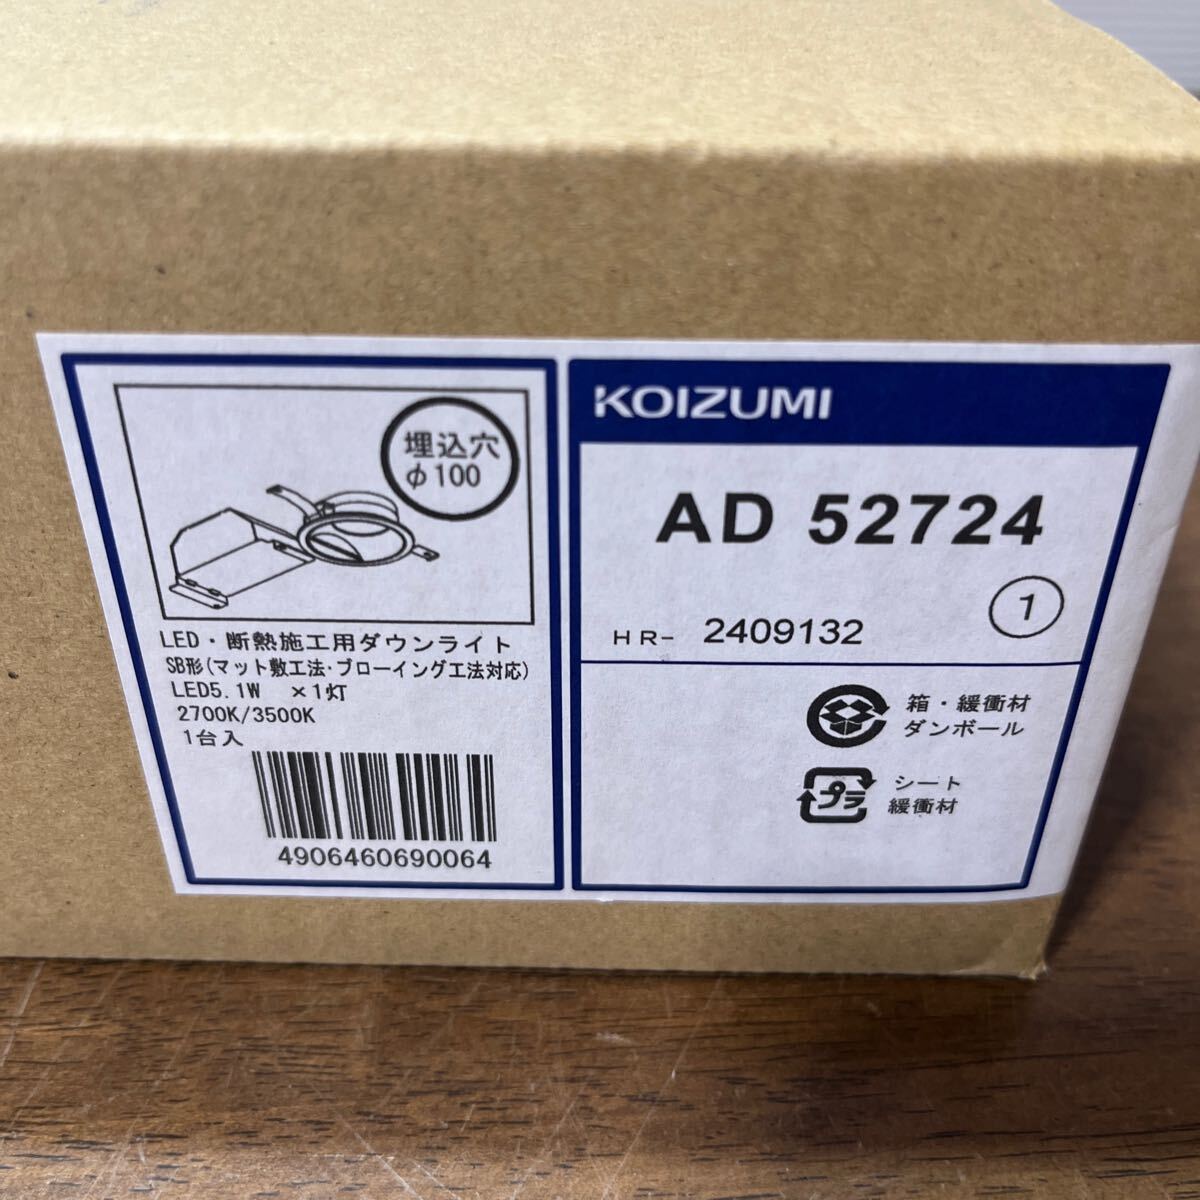 埋込穴
φ100
LED・断熱施工用ダウンライト
SB形(マット敷工法・ブローイング工法対応)
LED5.1W ×1灯
2700K/3500K
1台入
4906460690064
KOIZUMI
AD 52724
HR- 2409132
1
箱・緩衝材
ダンボール
プラ
シート
緩衝材